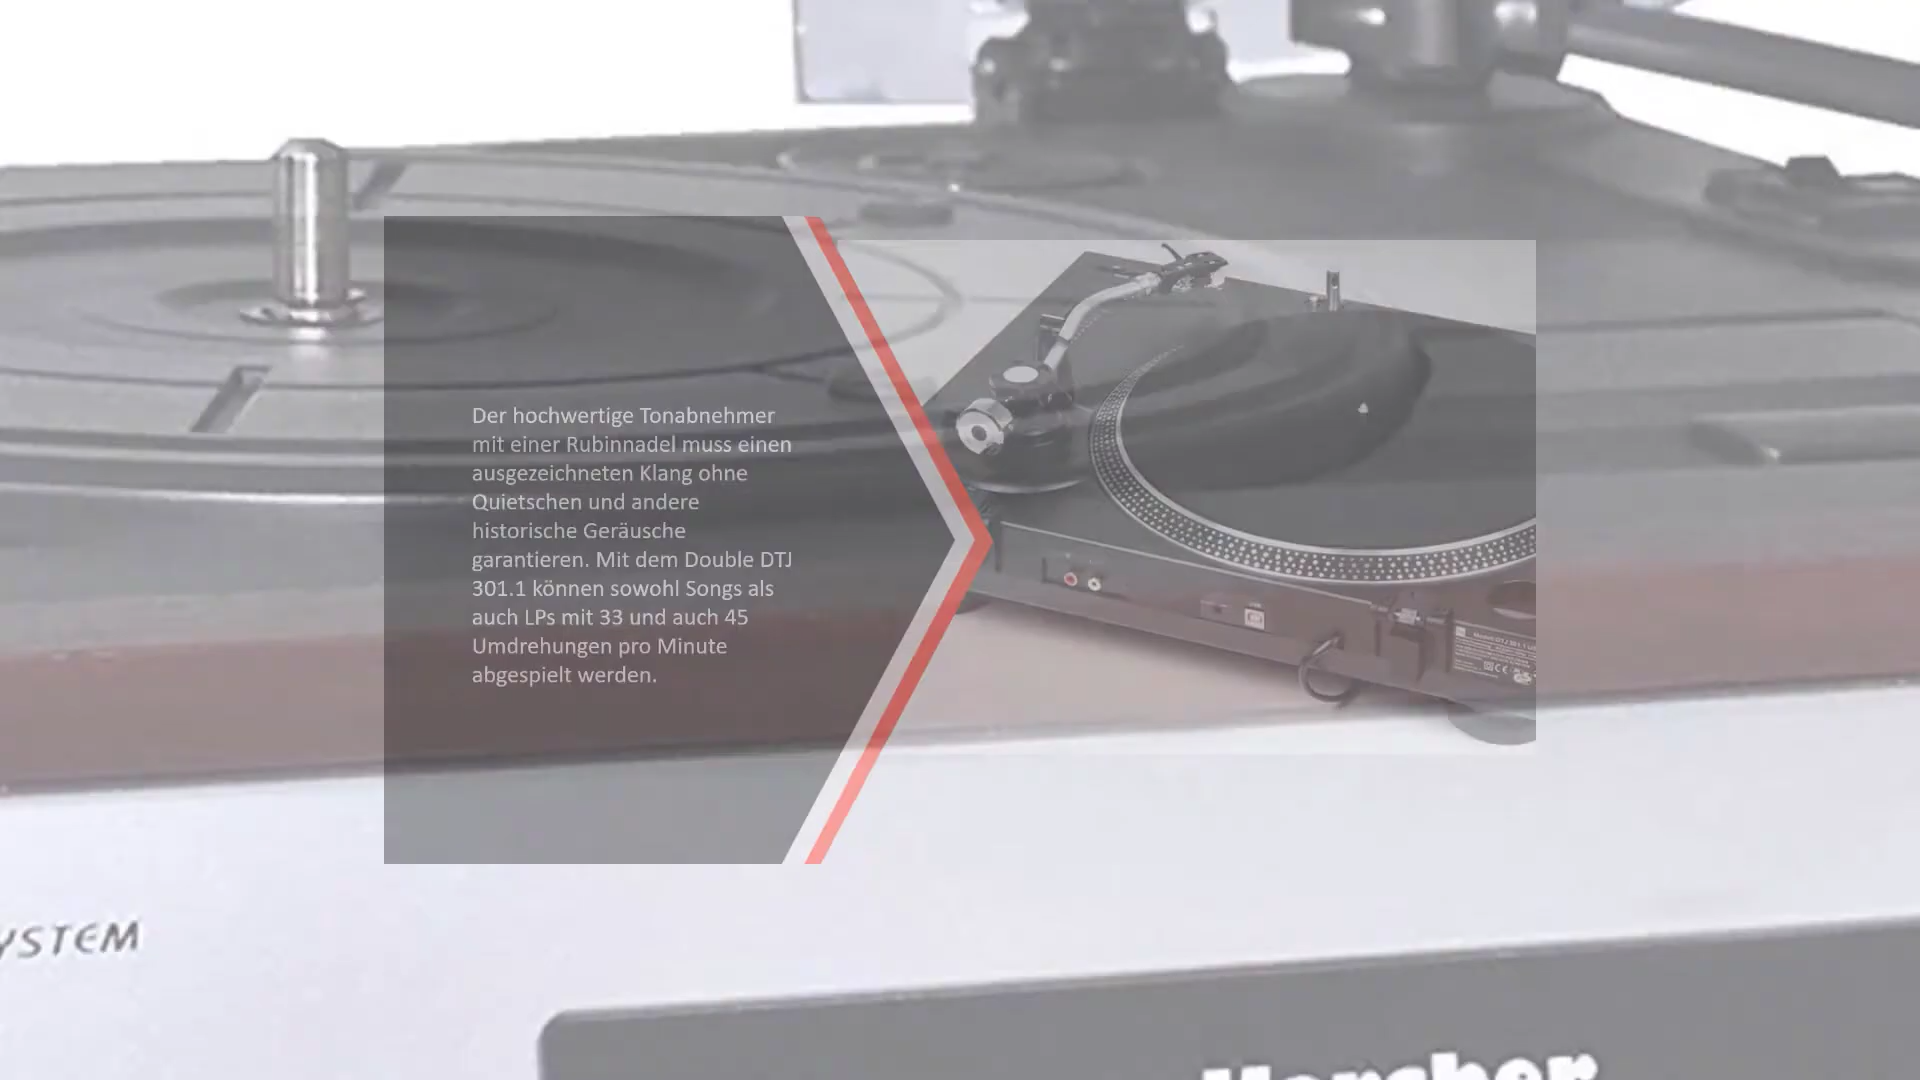 Der hochwertige Tonabnehmer
mit einer Rubinnadel muss einen
ausgezeichneten Klang ohne
Quietschen und andere
historische Geräusche
garantieren. Mit dem Double DTJ
301.1 können sowohl Songs als
auch LPs mit 33 und auch 45
Umdrehungen pro Minute
abgespielt werden.
YSTEM